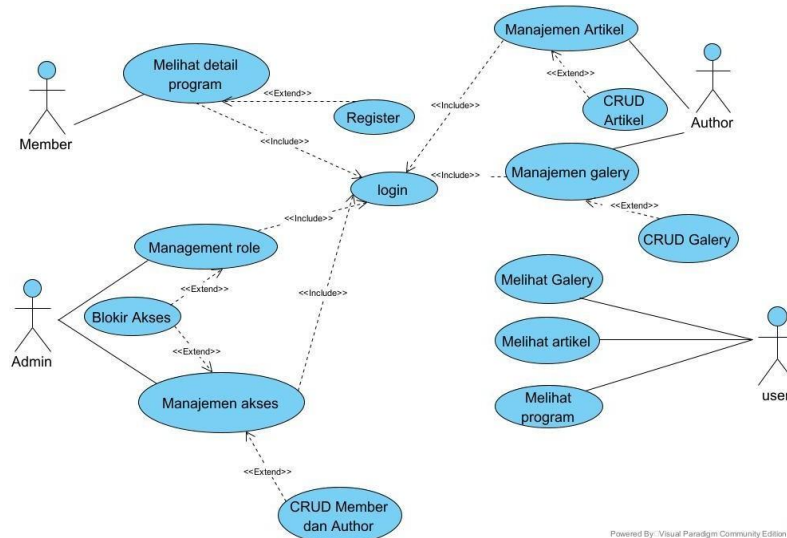 Manajemen Artikel
Melihat detail
program
<<Extend>>
<<Extend>>
Member
Register
<<Include>>
CRUD
Artikel
Author
<<Include>>
login
<<Include>>
Manajemen galery
<<Include>>
<<Extend>>
Management role
CRUD Galery
<<Extend>>
Blokir Akses
<<Include>>
Melihat Galery
<<Extend>>
Melihat artikel
Admin
Manajemen akses
Melihat
program
user
<<Extend>>
CRUD Member
dan Author
Powered By: Visual Paradigm Community Edition